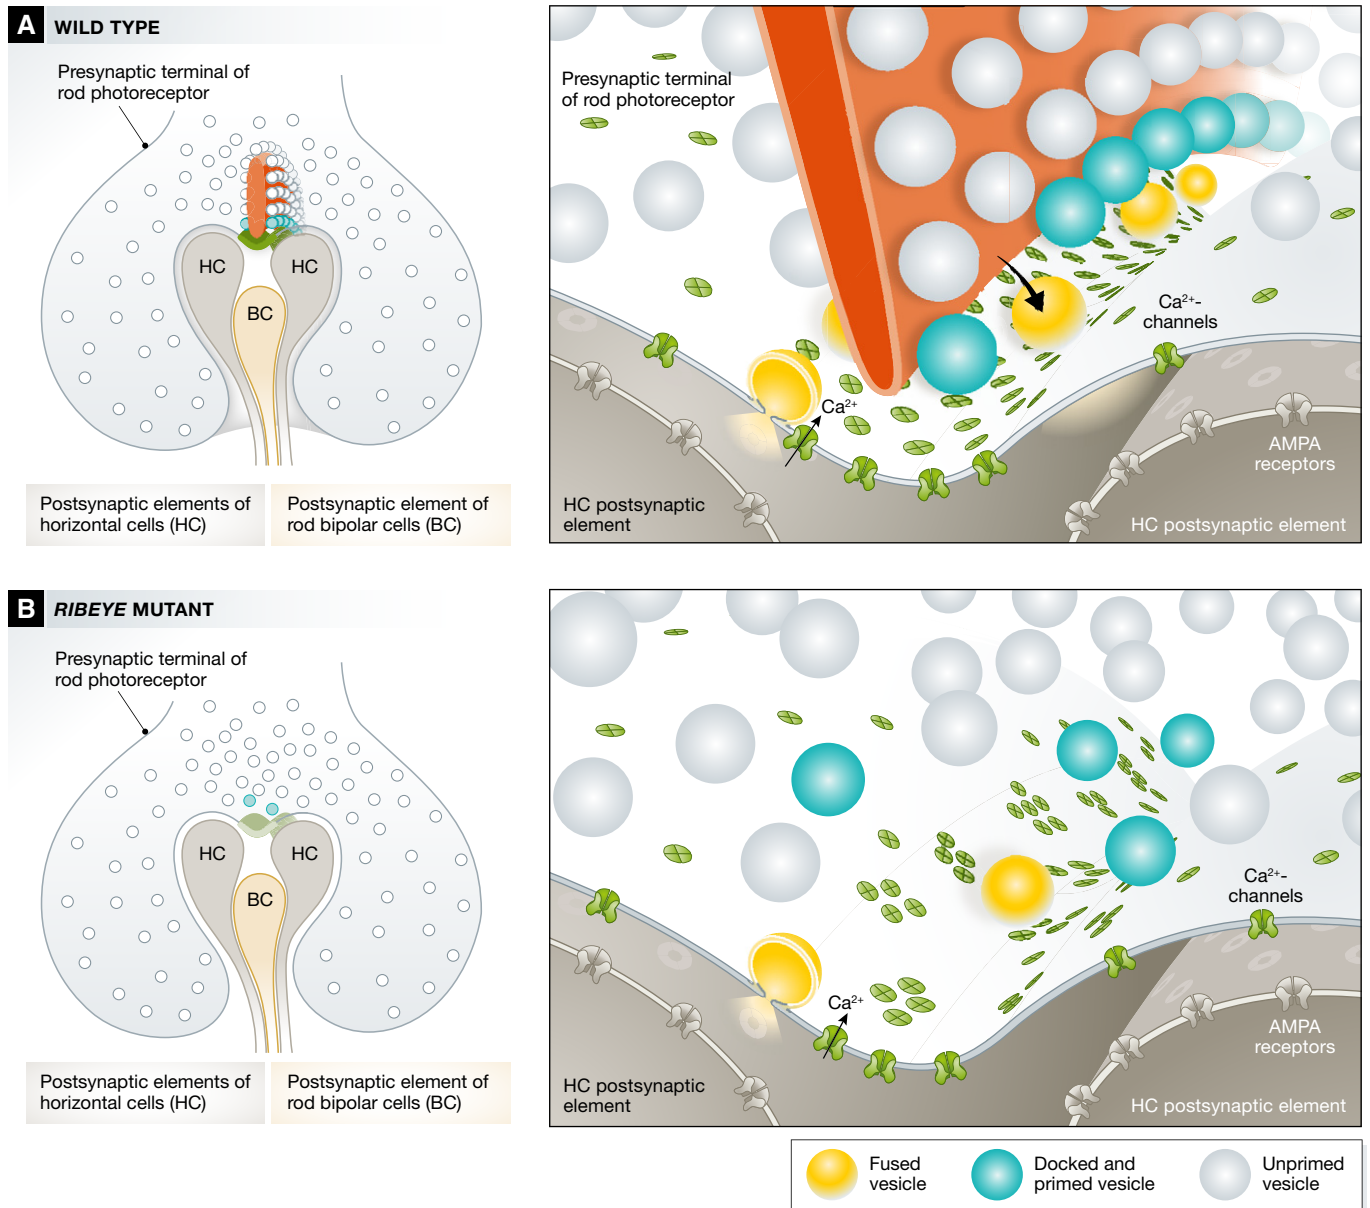 A
WILD TYPE
Presynaptic terminal of
rod photoreceptor
HC
HC
BC
Postsynaptic elements of
horizontal cells (HC)
Postsynaptic element of
rod bipolar cells (BC)
Presynaptic terminal
of rod photoreceptor
Ca²⁺-
channels
Ca²⁺
AMPA
receptors
HC postsynaptic
element
HC postsynaptic element
B
RIBEYE MUTANT
Presynaptic terminal of
rod photoreceptor
HC
HC
BC
Postsynaptic elements of
horizontal cells (HC)
Postsynaptic element of
rod bipolar cells (BC)
Ca²⁺-
channels
Ca²⁺
AMPA
receptors
HC postsynaptic
element
HC postsynaptic element
Fused
vesicle
Docked and
primed vesicle
Unprimed
vesicle